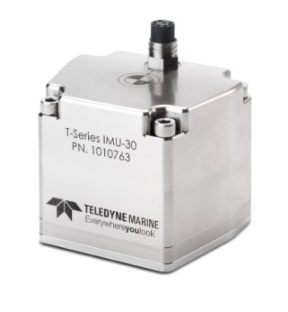 T-Series IMU-30
PN. 1010763
TELEDYNE MARINE
Everywhereyoulook